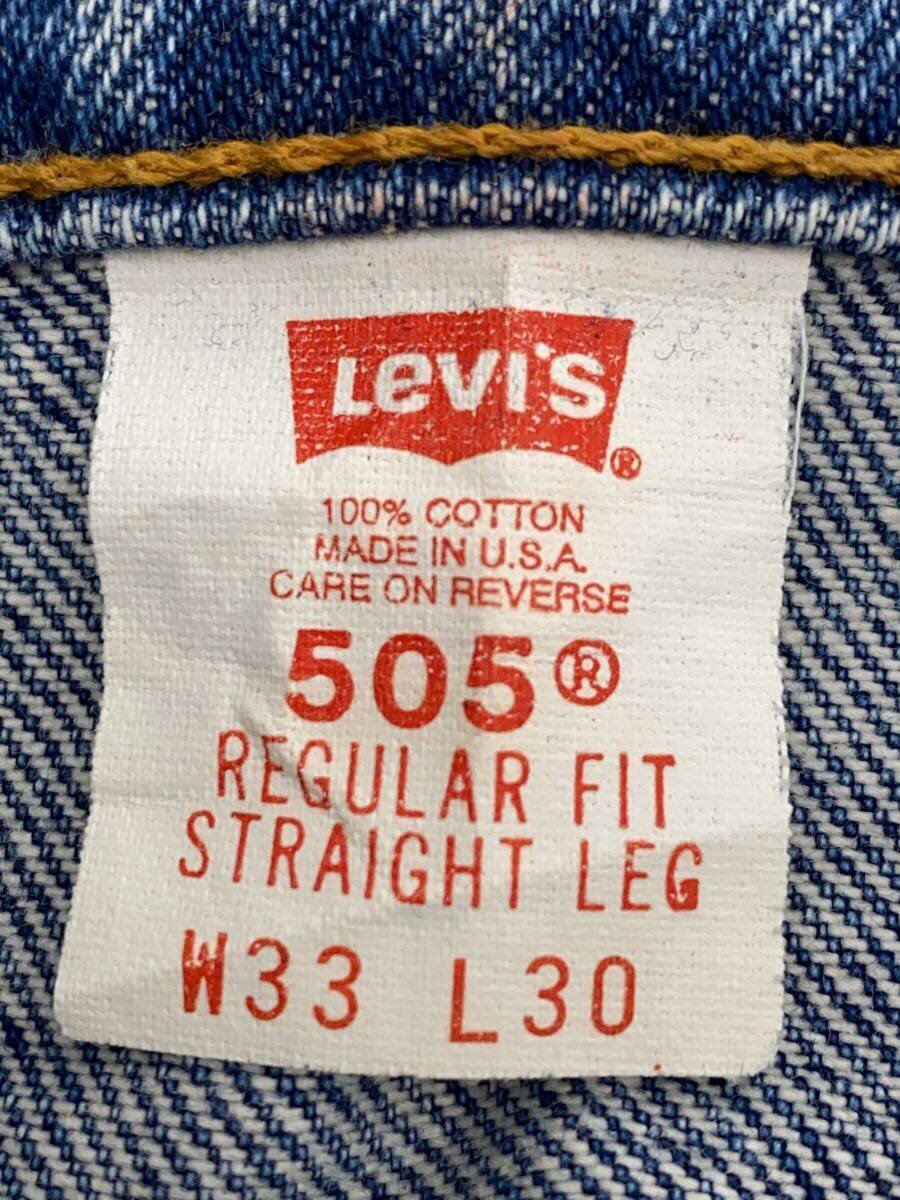 Levi's
®
100% COTTON
MADE IN U.S.A.
CARE ON REVERSE
505®
REGULAR FIT
STRAIGHT LEG
W33 L30